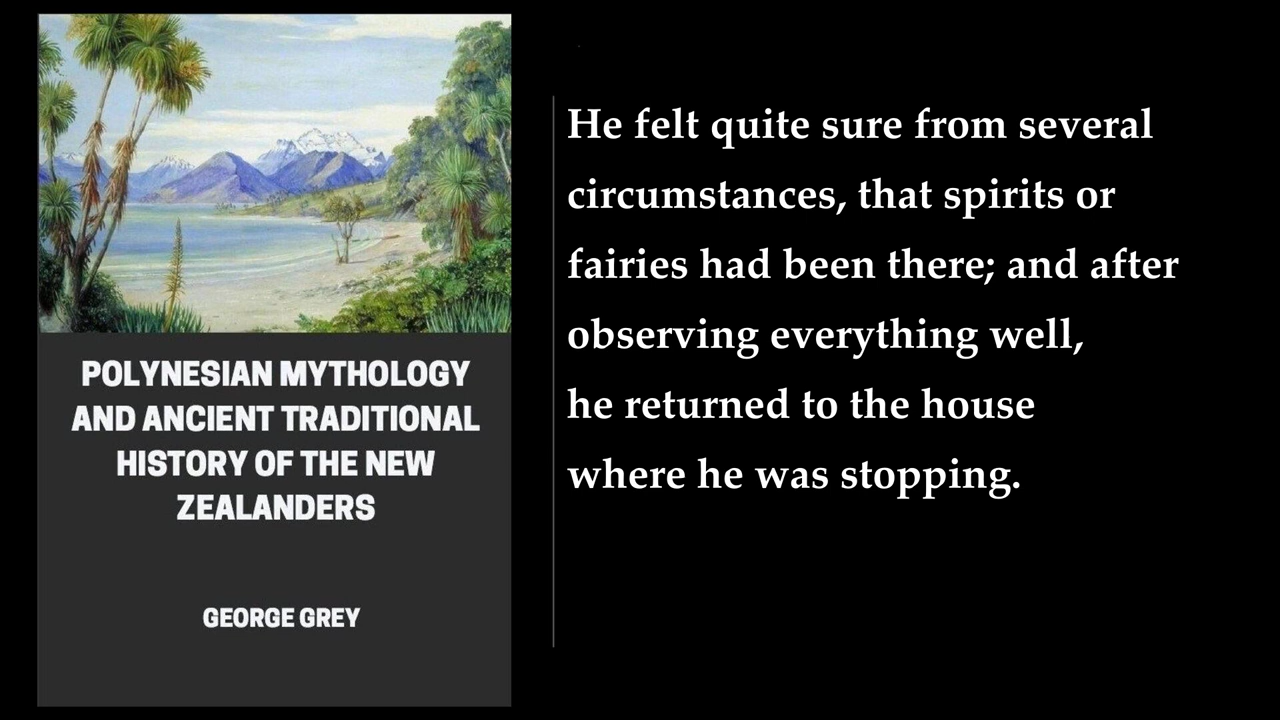 POLYNESIAN MYTHOLOGY
AND ANCIENT TRADITIONAL
HISTORY OF THE NEW
ZEALANDERS
GEORGE GREY
He felt quite sure from several
circumstances, that spirits or
fairies had been there; and after
observing everything well,
he returned to the house
where he was stopping.